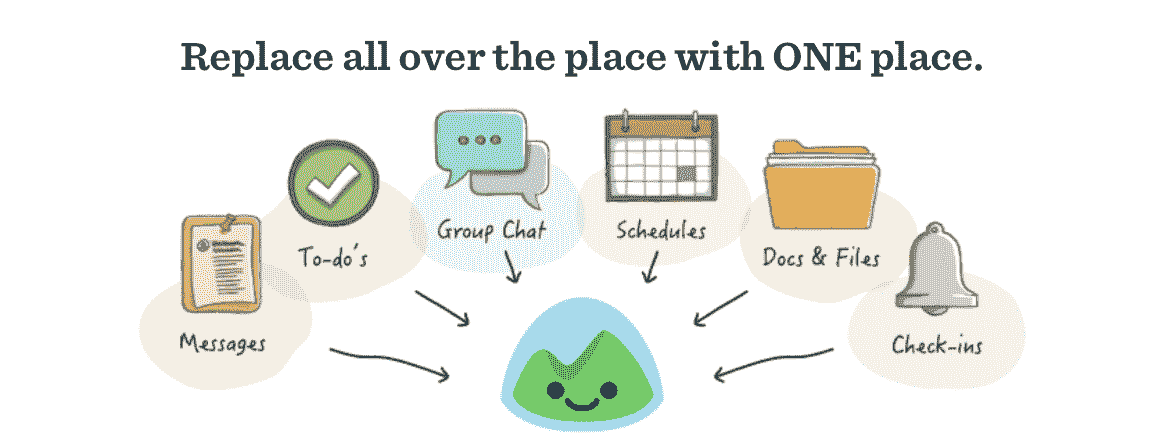 Replace all over the place with ONE place.
Messages
To-do's
Group Chat
Schedules
Docs & Files
Check-ins